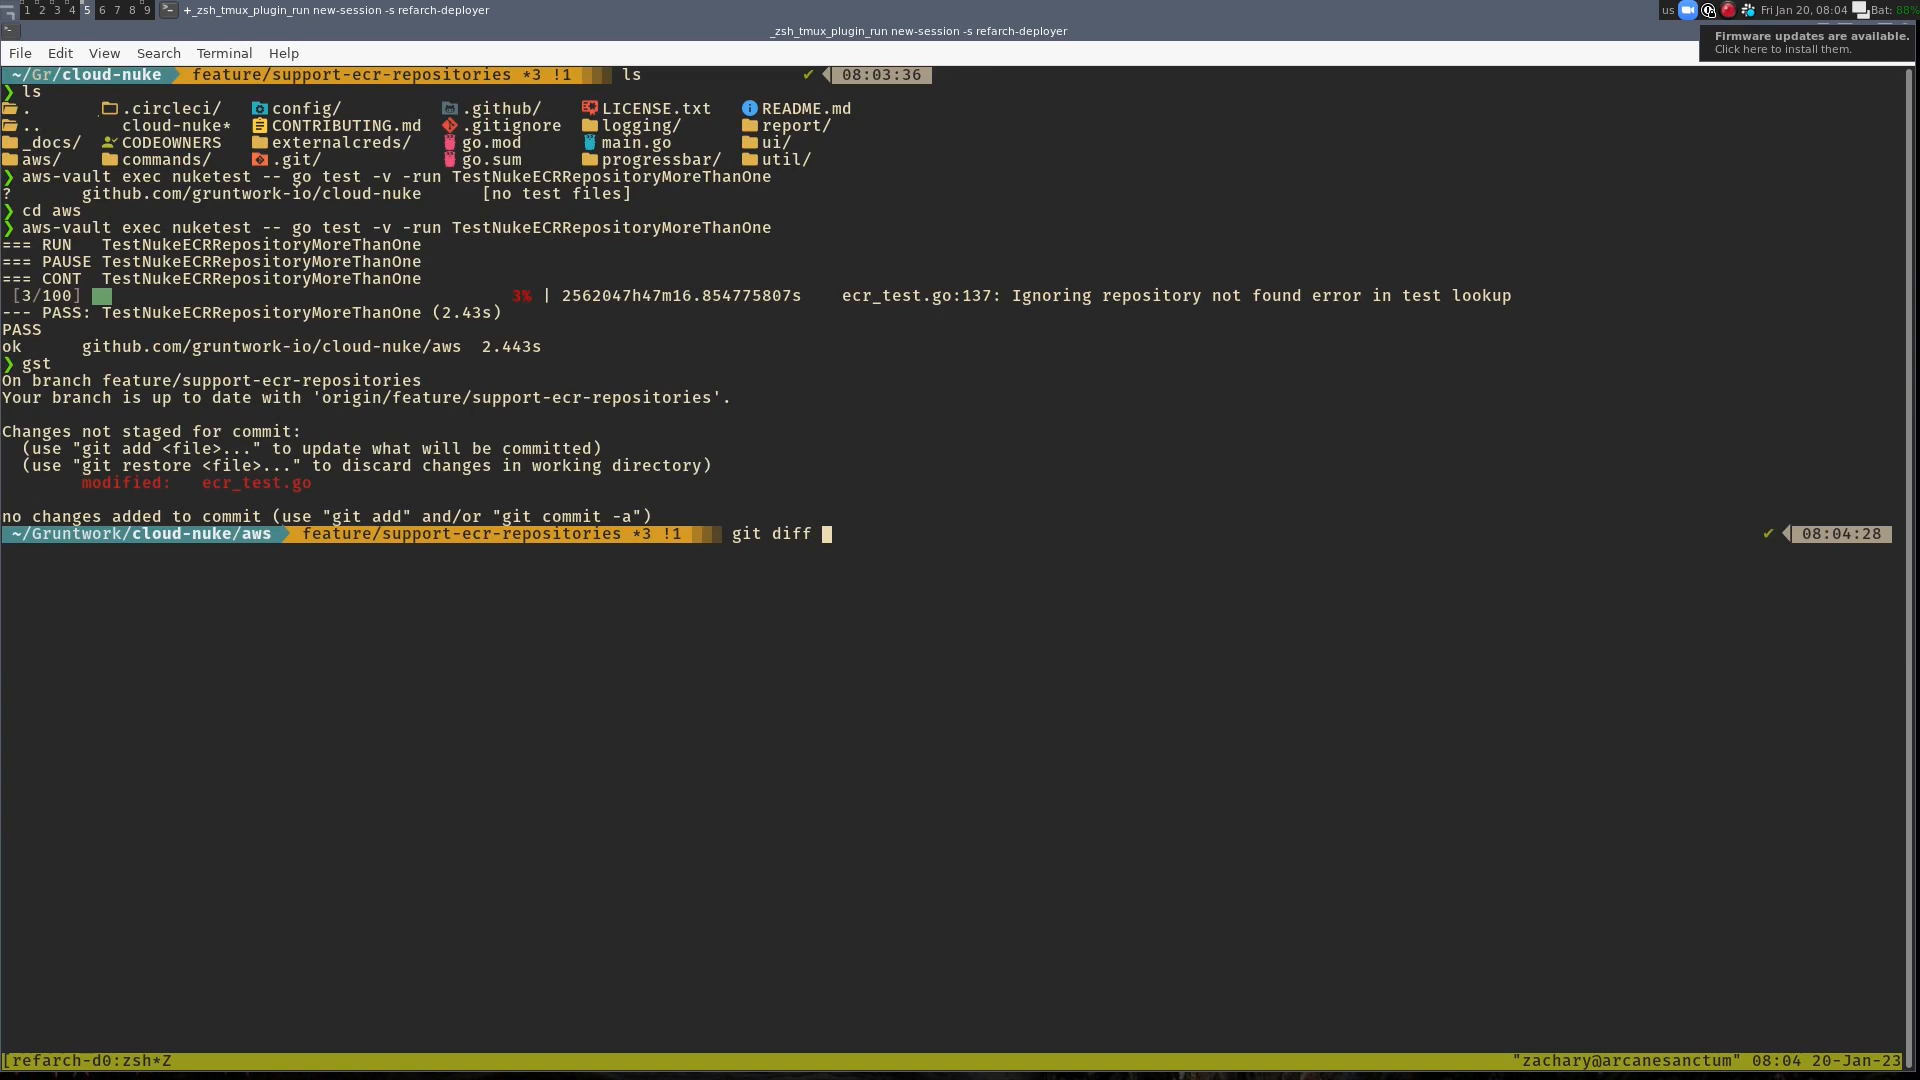 1 2 3 4 5 6 7 8 9 +_zsh_tmux_plugin_run new-session -s refarch-deployer us Fri Jan 20, 08:04 Bat: 88%
_zsh_tmux_plugin_run new-session -s refarch-deployer
Firmware updates are available.
Click here to install them.
File Edit View Search Terminal Help
~/Gr/cloud-nuke feature/support-ecr-repositories *3 !1 ls ✔ 08:03:36
❯ ls
. .circleci/ config/ .github/ LICENSE.txt README.md
.. cloud-nuke* CONTRIBUTING.md .gitignore logging/ report/
_docs/ CODEOWNERS externalcreds/ go.mod main.go ui/
aws/ commands/ .git/ go.sum progressbar/ util/
❯ aws-vault exec nuketest -- go test -v -run TestNukeECRRepositoryMoreThanOne
? github.com/gruntwork-io/cloud-nuke [no test files]
❯ cd aws
❯ aws-vault exec nuketest -- go test -v -run TestNukeECRRepositoryMoreThanOne
=== RUN TestNukeECRRepositoryMoreThanOne
=== PAUSE TestNukeECRRepositoryMoreThanOne
=== CONT TestNukeECRRepositoryMoreThanOne
[3/100] 3% | 2562047h47m16.854775807s ecr_test.go:137: Ignoring repository not found error in test lookup
--- PASS: TestNukeECRRepositoryMoreThanOne (2.43s)
PASS
ok github.com/gruntwork-io/cloud-nuke/aws 2.443s
❯ gst
On branch feature/support-ecr-repositories
Your branch is up to date with 'origin/feature/support-ecr-repositories'.
Changes not staged for commit:
(use "git add <file>..." to update what will be committed)
(use "git restore <file>..." to discard changes in working directory)
modified: ecr_test.go
no changes added to commit (use "git add" and/or "git commit -a")
~/Gruntwork/cloud-nuke/aws feature/support-ecr-repositories *3 !1 git diff ✔ 08:04:28
[refarch-d0:zsh*Z "zachary@arcanesanctum" 08:04 20-Jan-23